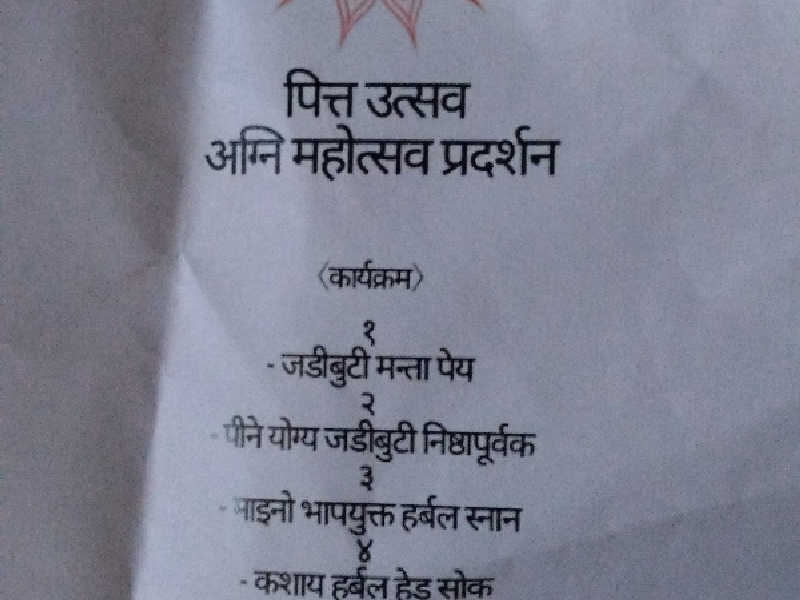 पित्त उत्सव
अग्नि महोत्सव प्रदर्शन
〈कार्यक्रम〉
१
- जडीबुटी मन्ता पेय
२
- पीने योग्य जडीबुटी निष्ठापूर्वक
३
- माइनो भापयुक्त हर्बल स्नान
४
- कशाय हर्बल हेड सोक